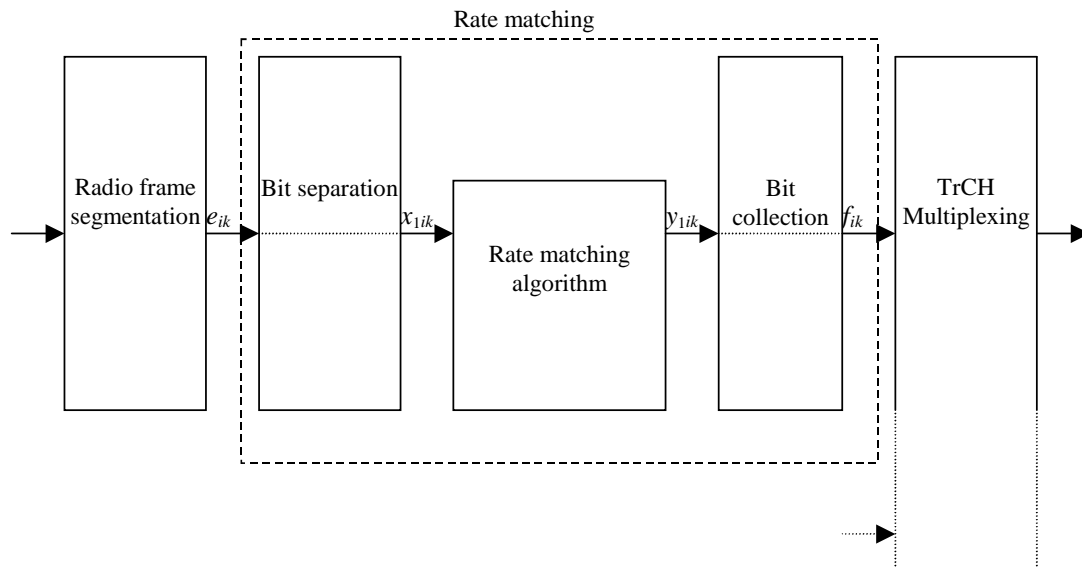 Rate matching
Radio frame
segmentation
e_ik
Bit separation
x_1ik
Rate matching
algorithm
y_1ik
Bit
collection
f_ik
TrCH
Multiplexing